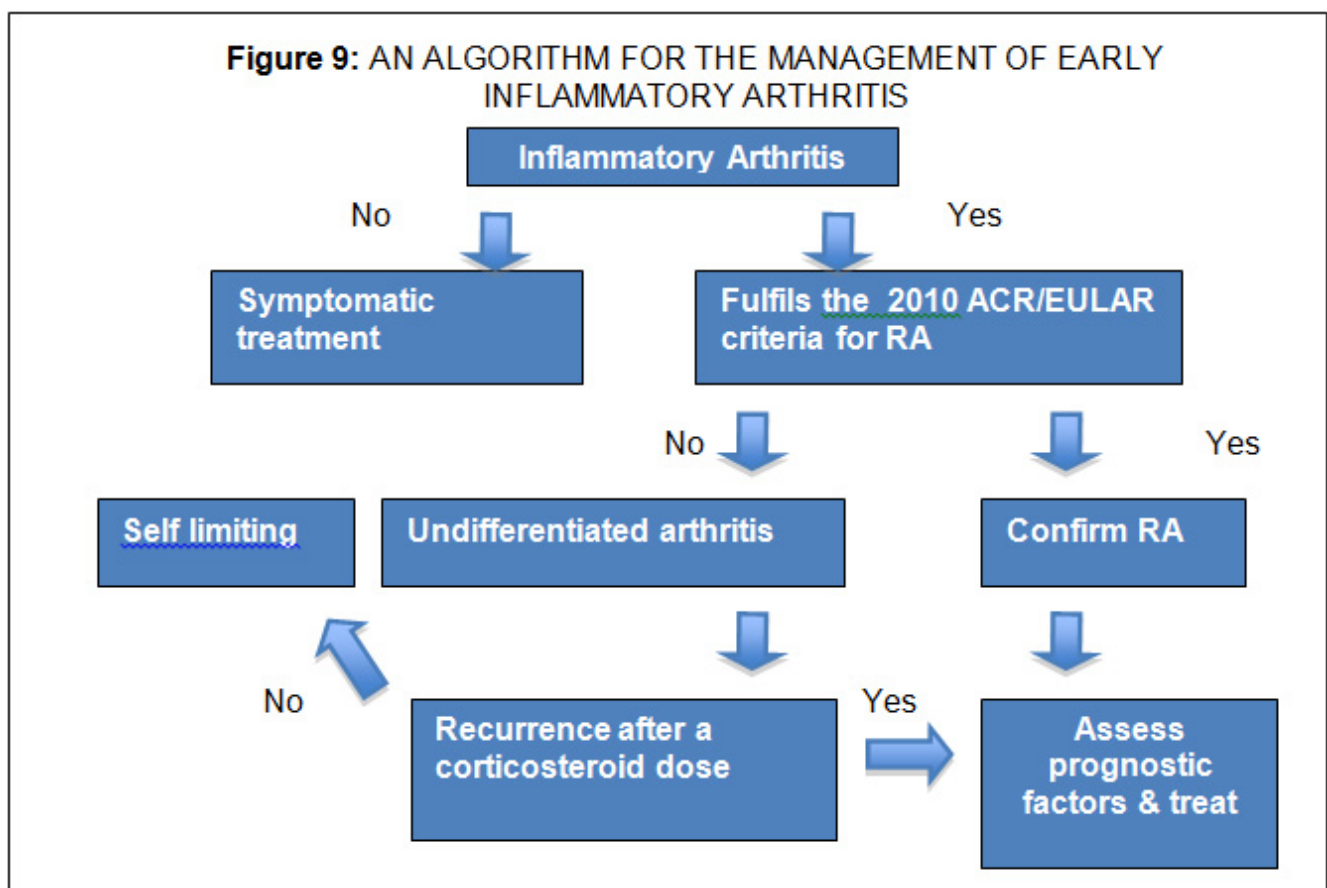 Figure 9: AN ALGORITHM FOR THE MANAGEMENT OF EARLY
INFLAMMATORY ARTHRITIS
Inflammatory Arthritis
No
Yes
Symptomatic
treatment
Fulfils the 2010 ACR/EULAR
criteria for RA
No
Yes
Self limiting
Undifferentiated arthritis
Confirm RA
No
Recurrence after a
corticosteroid dose
Yes
Assess
prognostic
factors & treat